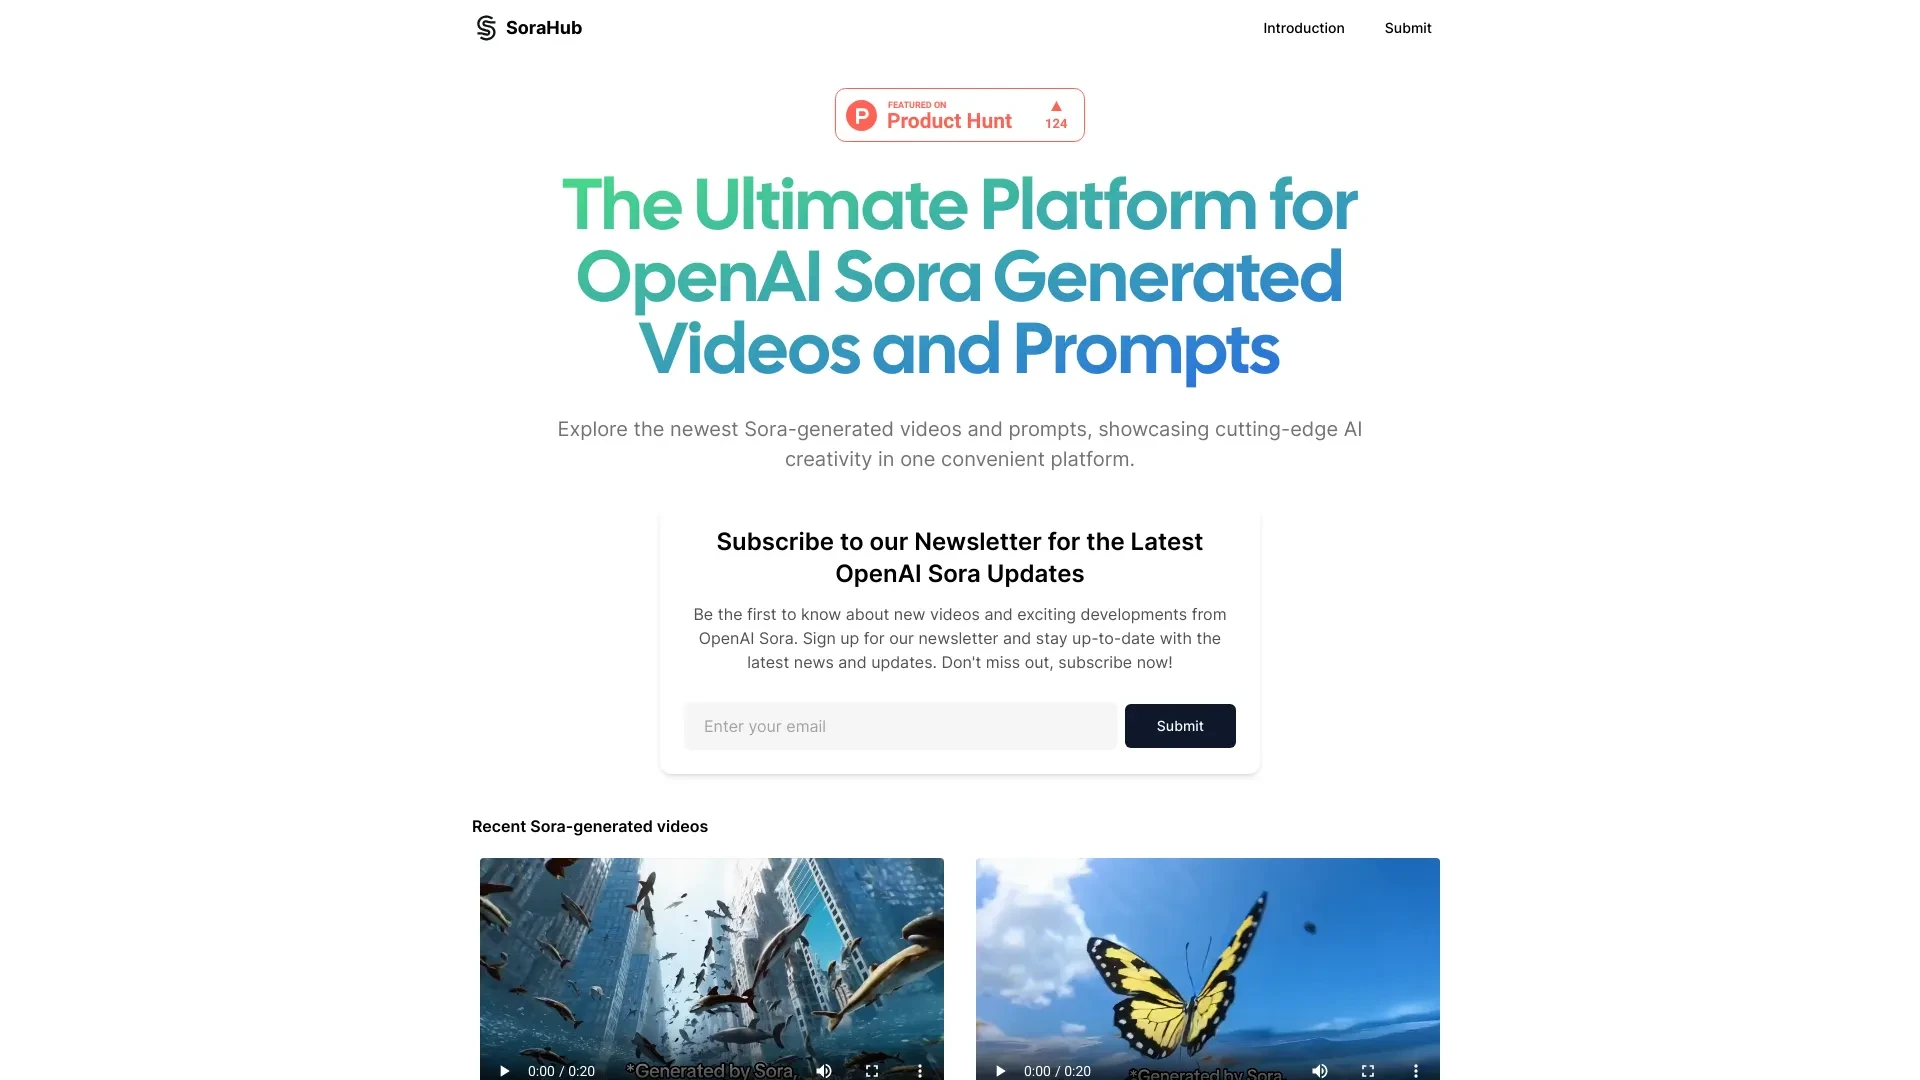 SoraHub
Introduction
Submit
FEATURED ON
Product Hunt
124
The Ultimate Platform for
OpenAI Sora Generated
Videos and Prompts
Explore the newest Sora-generated videos and prompts, showcasing cutting-edge AI
creativity in one convenient platform.
Subscribe to our Newsletter for the Latest
OpenAI Sora Updates
Be the first to know about new videos and exciting developments from
OpenAI Sora. Sign up for our newsletter and stay up-to-date with the
latest news and updates. Don't miss out, subscribe now!
Enter your email
Submit
Recent Sora-generated videos
0:00 / 0:20
*Generated by Sora,
0:00 / 0:20
*Generated by Sora